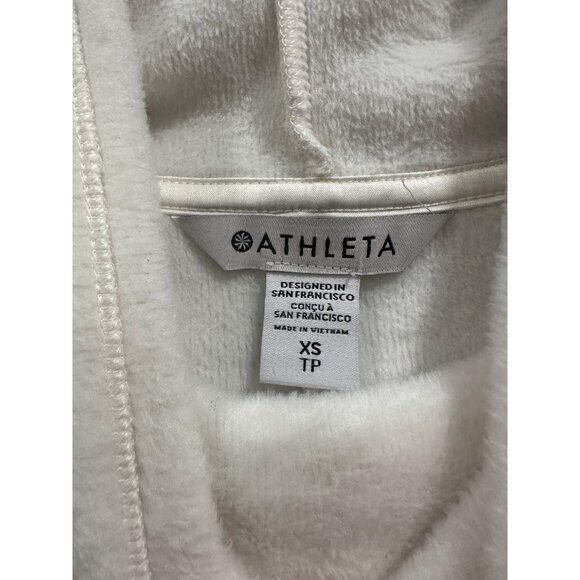 ATHLETA
DESIGNED IN
SAN FRANCISCO
CONÇU À
SAN FRANCISCO
MADE IN VIETNAM
XS
TP